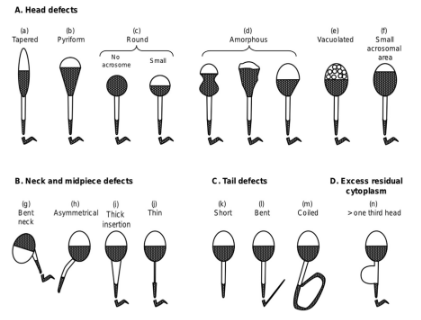 A. Head defects
(a) (b) (c) (d) (e) (f)
Tapered Pyriform Round Amorphous Vacuolated Small acrosomal area
No acrosome Small
B. Neck and midpiece defects C. Tail defects D. Excess residual cytoplasm
(g) (h) (i) (j) (k) (l) (m) (n)
Bent neck Asymmetrical Thick insertion Thin Short Bent Coiled > one third head